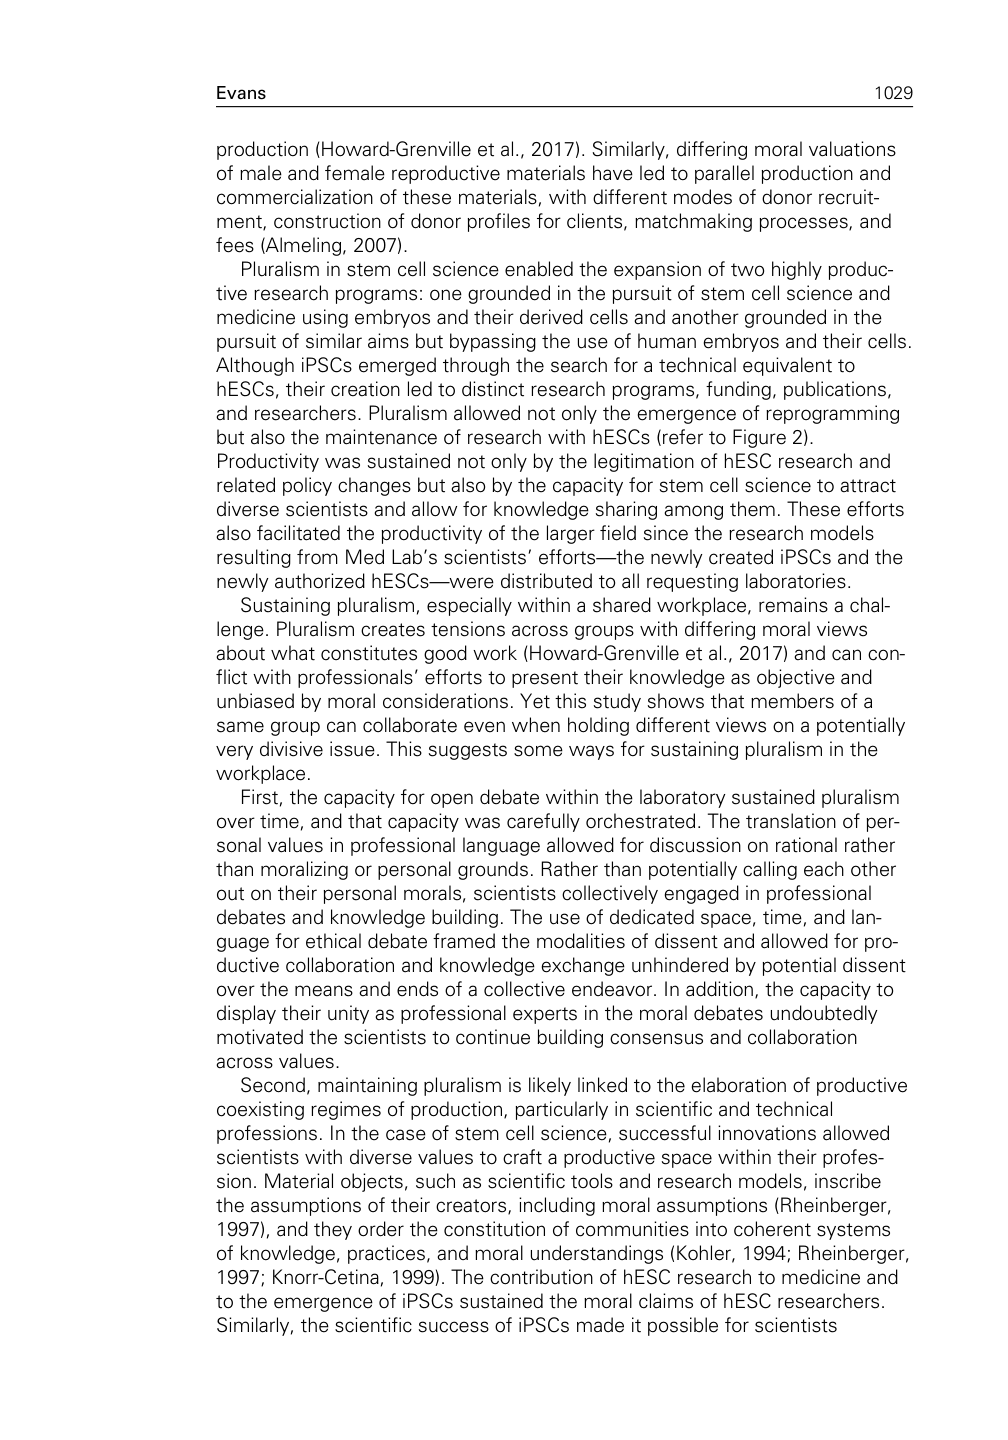 Evans 1029
production (Howard-Grenville et al., 2017). Similarly, differing moral valuations
of male and female reproductive materials have led to parallel production and
commercialization of these materials, with different modes of donor recruit-
ment, construction of donor profiles for clients, matchmaking processes, and
fees (Almeling, 2007).
Pluralism in stem cell science enabled the expansion of two highly produc-
tive research programs: one grounded in the pursuit of stem cell science and
medicine using embryos and their derived cells and another grounded in the
pursuit of similar aims but bypassing the use of human embryos and their cells.
Although iPSCs emerged through the search for a technical equivalent to
hESCs, their creation led to distinct research programs, funding, publications,
and researchers. Pluralism allowed not only the emergence of reprogramming
but also the maintenance of research with hESCs (refer to Figure 2).
Productivity was sustained not only by the legitimation of hESC research and
related policy changes but also by the capacity for stem cell science to attract
diverse scientists and allow for knowledge sharing among them. These efforts
also facilitated the productivity of the larger field since the research models
resulting from Med Lab's scientists' efforts—the newly created iPSCs and the
newly authorized hESCs—were distributed to all requesting laboratories.
Sustaining pluralism, especially within a shared workplace, remains a chal-
lenge. Pluralism creates tensions across groups with differing moral views
about what constitutes good work (Howard-Grenville et al., 2017) and can con-
flict with professionals' efforts to present their knowledge as objective and
unbiased by moral considerations. Yet this study shows that members of a
same group can collaborate even when holding different views on a potentially
very divisive issue. This suggests some ways for sustaining pluralism in the
workplace.
First, the capacity for open debate within the laboratory sustained pluralism
over time, and that capacity was carefully orchestrated. The translation of per-
sonal values in professional language allowed for discussion on rational rather
than moralizing or personal grounds. Rather than potentially calling each other
out on their personal morals, scientists collectively engaged in professional
debates and knowledge building. The use of dedicated space, time, and lan-
guage for ethical debate framed the modalities of dissent and allowed for pro-
ductive collaboration and knowledge exchange unhindered by potential dissent
over the means and ends of a collective endeavor. In addition, the capacity to
display their unity as professional experts in the moral debates undoubtedly
motivated the scientists to continue building consensus and collaboration
across values.
Second, maintaining pluralism is likely linked to the elaboration of productive
coexisting regimes of production, particularly in scientific and technical
professions. In the case of stem cell science, successful innovations allowed
scientists with diverse values to craft a productive space within their profes-
sion. Material objects, such as scientific tools and research models, inscribe
the assumptions of their creators, including moral assumptions (Rheinberger,
1997), and they order the constitution of communities into coherent systems
of knowledge, practices, and moral understandings (Kohler, 1994; Rheinberger,
1997; Knorr-Cetina, 1999). The contribution of hESC research to medicine and
to the emergence of iPSCs sustained the moral claims of hESC researchers.
Similarly, the scientific success of iPSCs made it possible for scientists